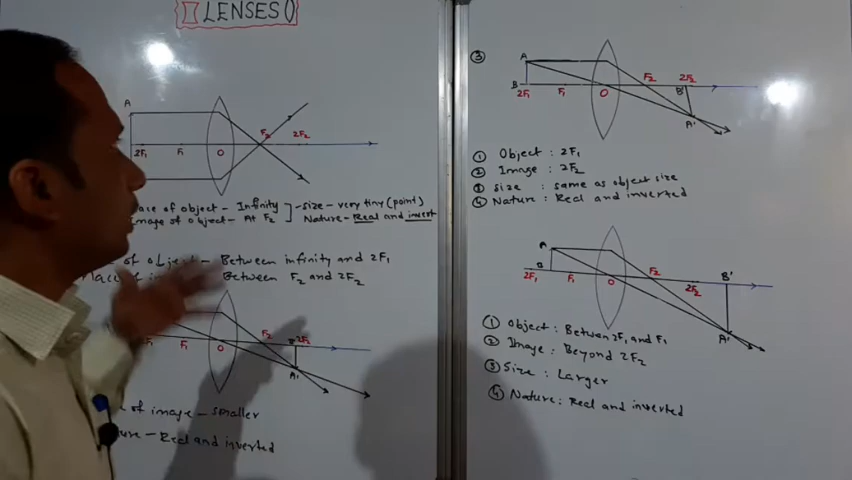 LENSES()
A
2F₁ F₁ O F₂ 2F₂
ace of object - Infinity
Image of object - At F₂
- size - very tiny (point)
Nature - Real and invert
of object - Between infinity and 2F₁
Between F₂ and 2F₂
F₁ O F₂ 2F₂
A'
of image - smaller
ure - Real and inverted
③
A
B
2F₁ F₁ O F₂ 2F₂
B'
A'
① Object : 2F₁
② Image : 2F₂
③ Size : same as object size
④ Nature : Real and inverted
A
B
2F₁ F₁ O F₂ 2F₂
B'
A'
① Object : Betwen 2F₁ and F₁
② Image : Beyond 2F₂
③ Size : Larger
④ Nature : Real and inverted